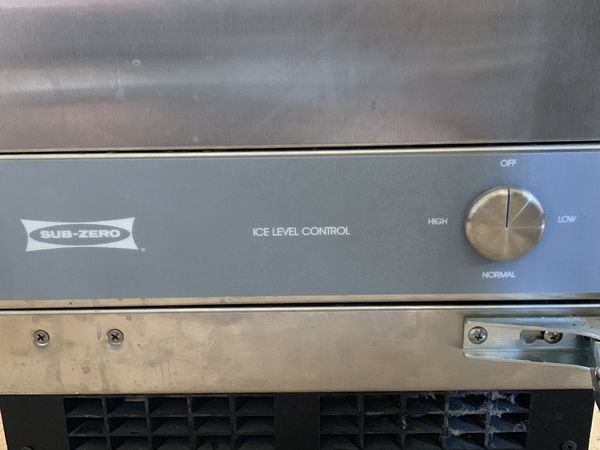 OFF
SUB-ZERO
ICE LEVEL CONTROL
HIGH
LOW
NORMAL